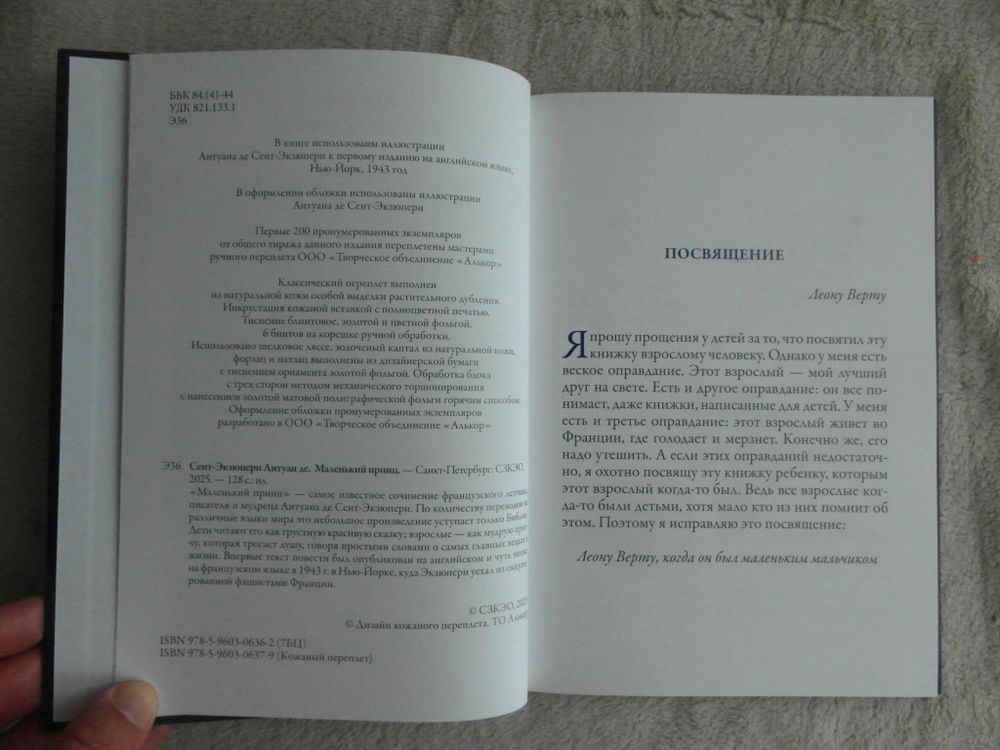 ББК 84.(4)-44
УДК 821.133.1
Э36
В книге использованы иллюстрации
Антуана де Сент-Экзюпери к первому изданию на английском языке,
Нью-Йорк, 1943 год
В оформлении обложки использованы иллюстрации
Антуана де Сент-Экзюпери
Первые 200 пронумерованных экземпляров
от общего тиража данного издания переплетены мастерами
ручного переплета ООО «Творческое объединение «Алькор»
Классический переплет выполнен
из натуральной кожи особой выделки растительного дубления.
Инкрустация кожаной вставкой с полноцветной печатью.
Тиснение блинтовое, золотой и цветной фольгой.
6 бинтов на корешке ручной обработки.
Использовано шелковое ляссе, золоченый каптал из натуральной кожи,
форзац и нахзац выполнены из дизайнерской бумаги
с тиснением орнамента золотой фольгой. Обработка блока
с трех сторон методом механического торшонирования
с нанесением золотой матовой полиграфической фольги горячим способом.
Оформление обложки пронумерованных экземпляров
разработано в ООО «Творческое объединение «Алькор»
Э36 Сент-Экзюпери Антуан де. Маленький принц. — Санкт-Петербург: СЗКЭО,
2025. — 128 с.: ил.
«Маленький принц» — самое известное сочинение французского летчика,
писателя и мудреца Антуана де Сент-Экзюпери. По количеству переводов на
различные языки мира это небольшое произведение уступает только Библии.
Дети читают его как грустную красивую сказку; взрослые — как мудрую прит-
чу, которая трогает душу, говоря простыми словами о самых главных вещах в
жизни. Впервые текст повести был опубликован на английском и чуть позже
на французском языке в 1943 г. в Нью-Йорке, куда Экзюпери уехал из оккупи-
рованной фашистами Франции.
© СЗКЭО, 2025
© Дизайн кожаного переплета. ТО Алькор
ISBN 978-5-9603-0636-2 (7БЦ)
ISBN 978-5-9603-0637-9 (Кожаный переплет)
ПОСВЯЩЕНИЕ
Леону Верту
Я прошу прощения у детей за то, что посвятил эту
книжку взрослому человеку. Однако у меня есть
веское оправдание. Этот взрослый — мой лучший
друг на свете. Есть и другое оправдание: он все по-
нимает, даже книжки, написанные для детей. У меня
есть и третье оправдание: этот взрослый живет во
Франции, где голодает и мерзнет. Конечно же, его
надо утешить. А если этих оправданий недостаточ-
но, я охотно посвящу эту книжку ребенку, которым
этот взрослый когда-то был. Ведь все взрослые ког-
да-то были детьми, хотя мало кто из них помнит об
этом. Поэтому я исправляю это посвящение:
Леону Верту, когда он был маленьким мальчиком